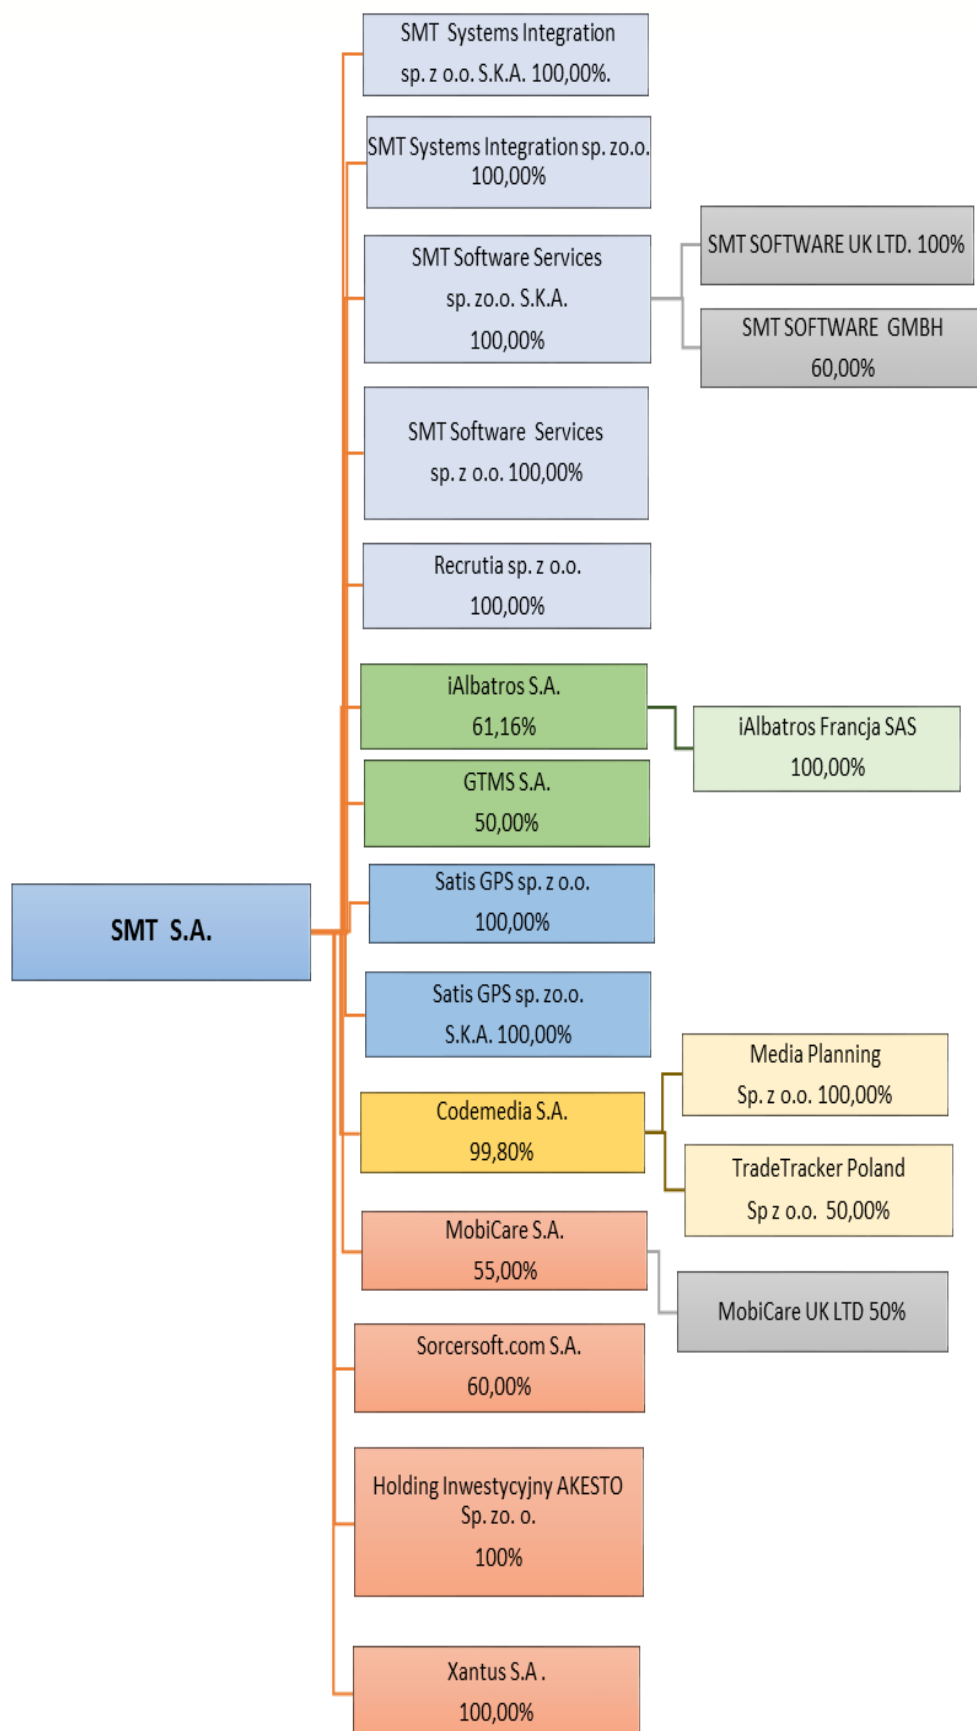 SMT  Systems Integration
sp. z o.o. S.K.A. 100,00%.
SMT Systems Integration sp. zo.o.
100,00%
SMT Software Services
sp. zo.o. S.K.A.
100,00%
SMT SOFTWARE UK LTD. 100%
SMT SOFTWARE  GMBH
60,00%
SMT Software  Services
sp. z o.o. 100,00%
Recrutia sp. z o.o.
100,00%
iAlbatros S.A.
61,16%
iAlbatros Francja SAS
100,00%
GTMS S.A.
50,00%
Satis GPS sp. z o.o.
100,00%
SMT  S.A.
Satis GPS sp. zo.o.
S.K.A. 100,00%
Codemedia S.A.
99,80%
Media Planning
Sp. z o.o. 100,00%
TradeTracker Poland
Sp z o.o.  50,00%
MobiCare S.A.
55,00%
MobiCare UK LTD 50%
Sorcersoft.com S.A.
60,00%
Holding Inwestycyjny AKESTO
Sp. zo. o.
100%
Xantus S.A .
100,00%